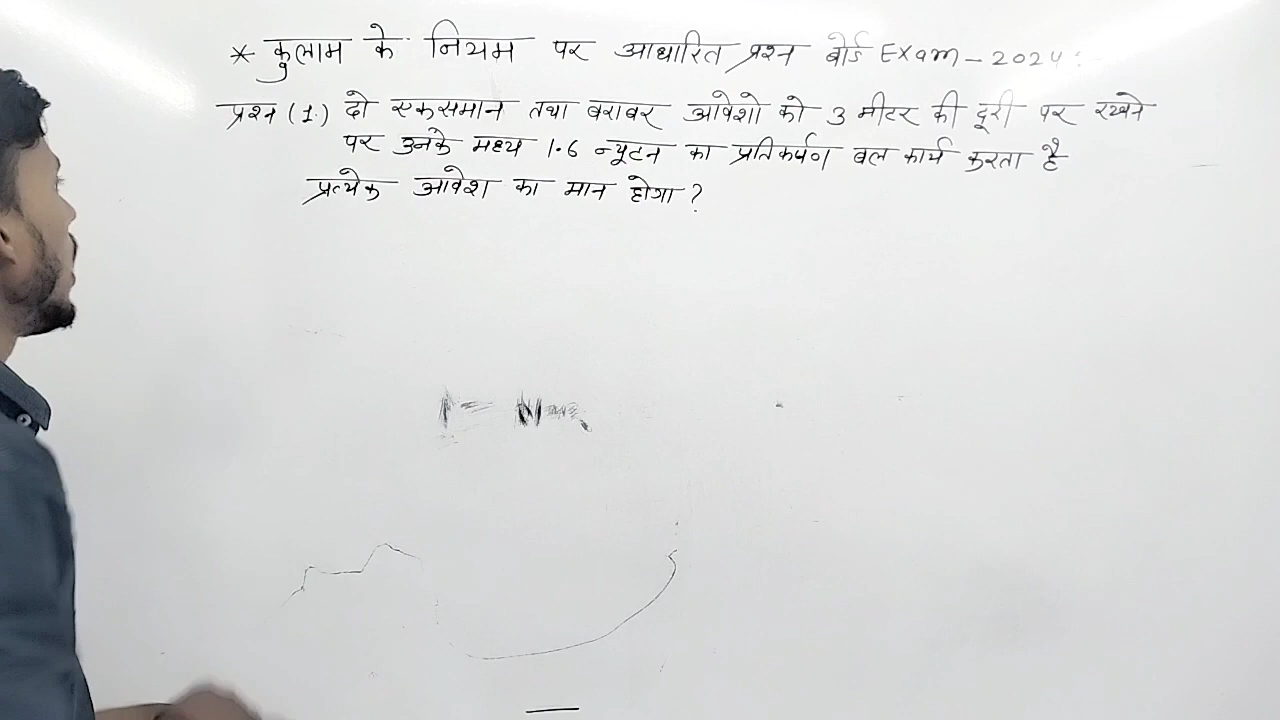 * कुलाम के नियम पर आधारित प्रश्न बोर्ड Exam - 2024
प्रश्न (1.) दो एकसमान तथा बराबर आवेशो को 3 मीटर की दूरी पर रखने
पर उनके मध्य 1.6 न्यूटन का प्रतिकर्षण बल कार्य करता है
प्रत्येक आवेश का मान होगा ?